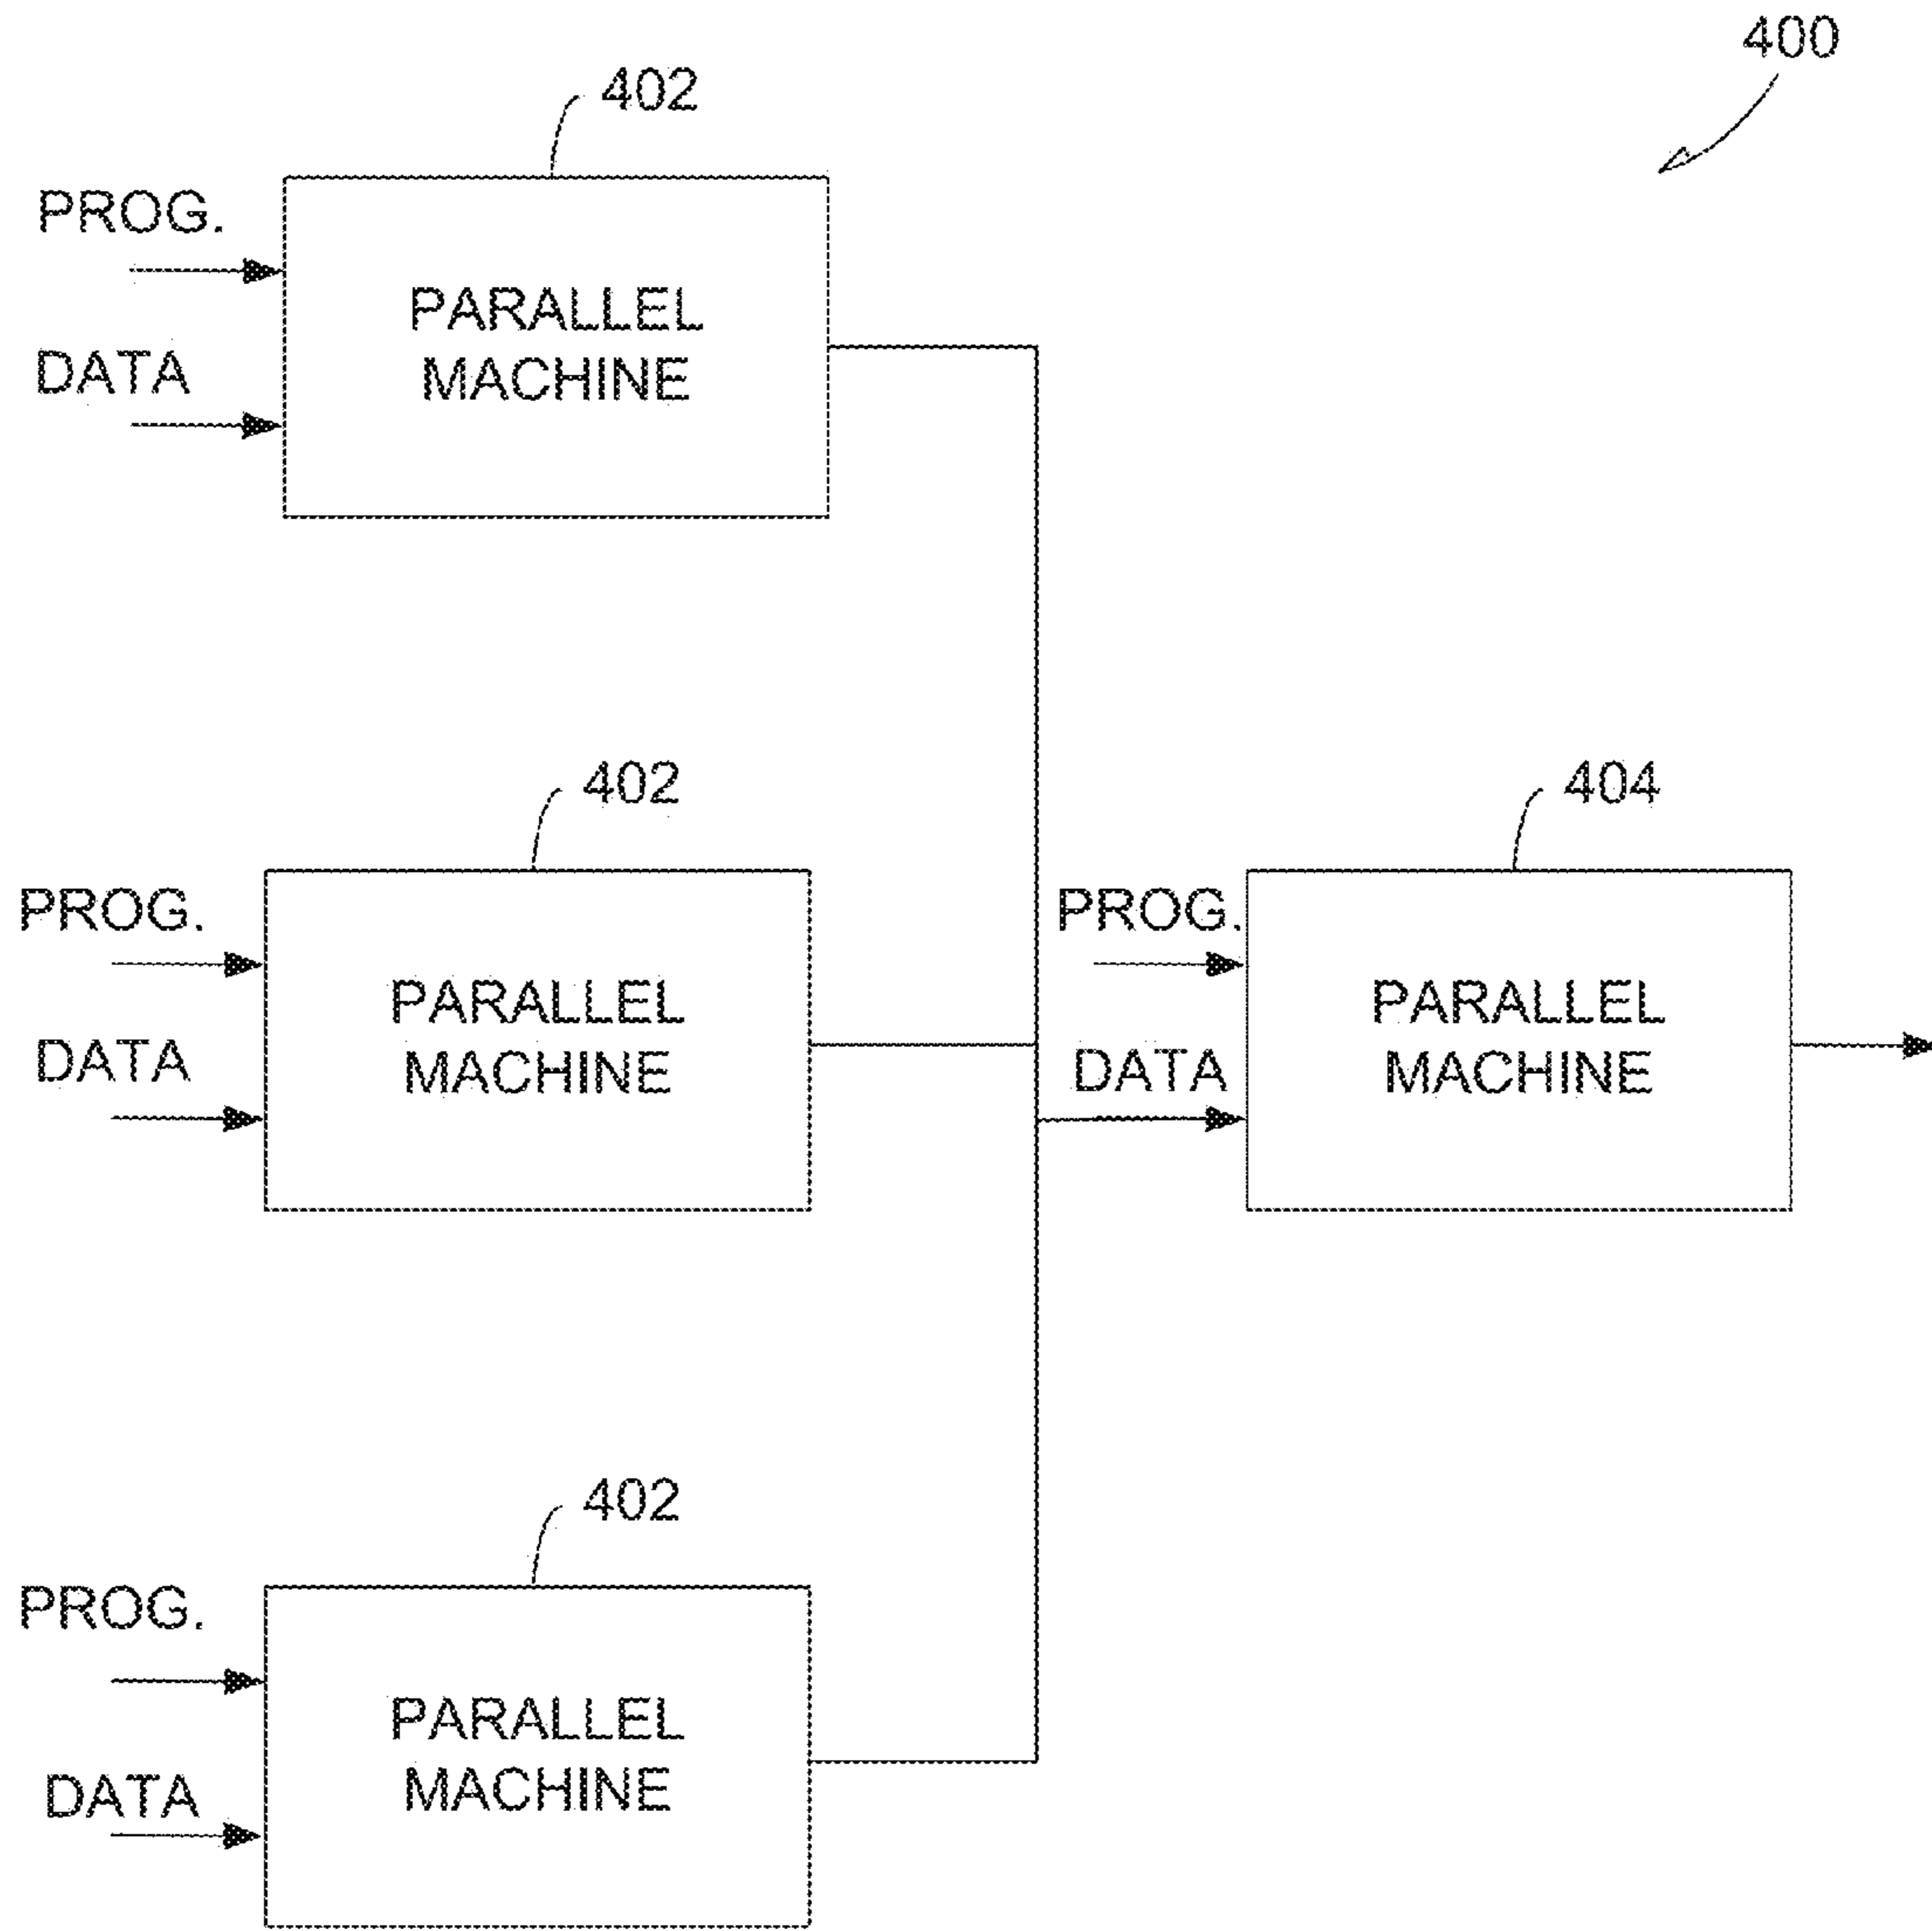 400
402
PROG.
PARALLEL
MACHINE
DATA
402
404
PROG.
PARALLEL
MACHINE
DATA
PROG.
PARALLEL
MACHINE
DATA
402
PROG.
PARALLEL
MACHINE
DATA